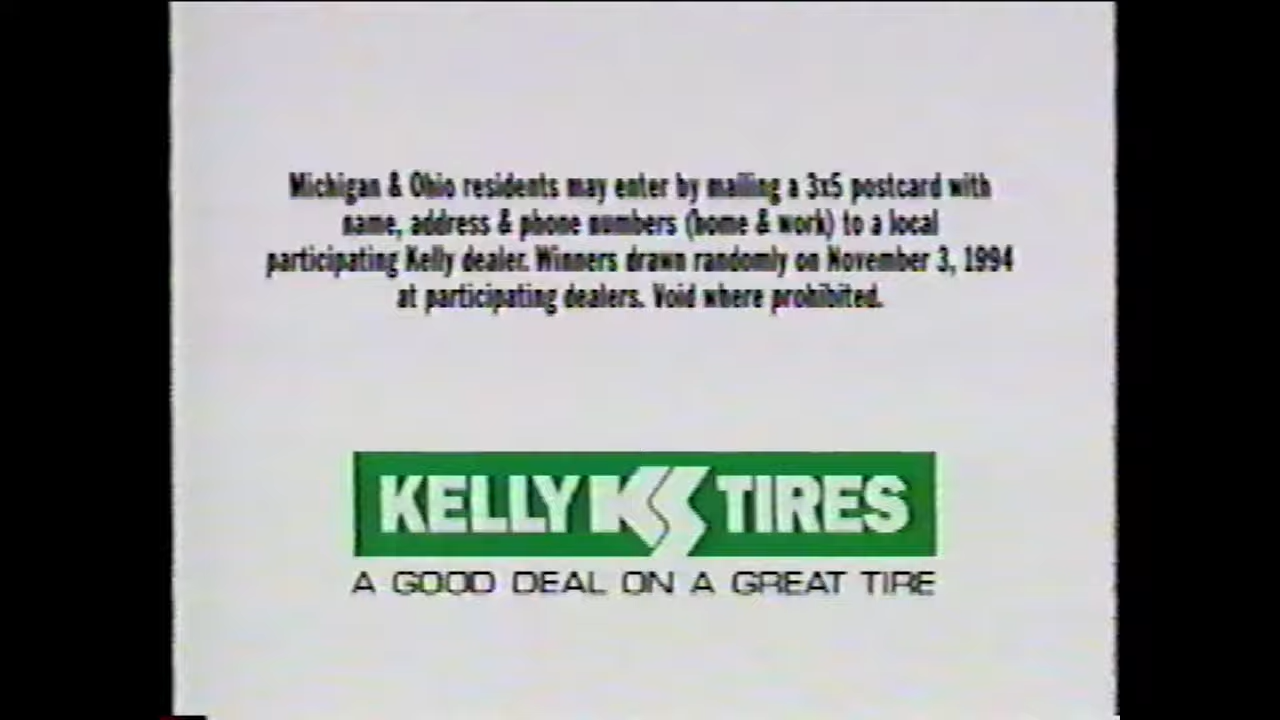 Michigan & Ohio residents may enter by mailing a 3x5 postcard with
name, address & phone numbers (home & work) to a local
participating Kelly dealer. Winners drawn randomly on November 3, 1994
at participating dealers. Void where prohibited.
KELLY KS TIRES
A GOOD DEAL ON A GREAT TIRE